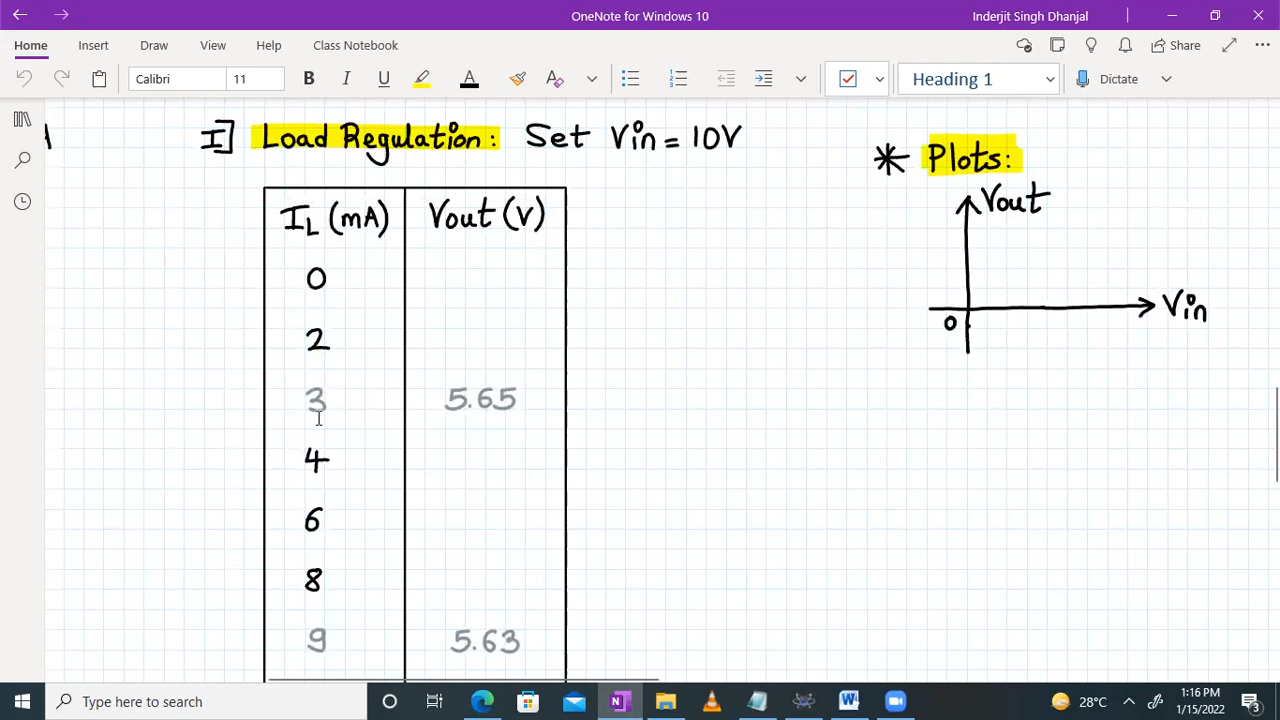 OneNote for Windows 10
Inderjit Singh Dhanjal
Home Insert Draw View Help Class Notebook
Share
Calibri 11 B I U A A Heading 1 Dictate
I] Load Regulation: Set Vin = 10V
* Plots:
IL (mA) Vout (V)
0
2
3 5.65
4
6
8
9 5.63
Vout
Vin
0
Type here to search
28°C
1:16 PM
1/15/2022
3